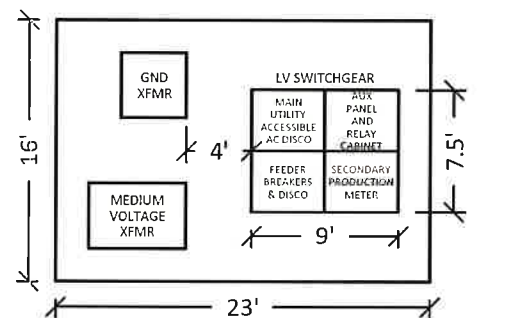 GND
XFMR
LV SWITCHGEAR
MAIN
UTILITY
ACCESSIBLE
AC DISCO
AUX
PANEL
AND
RELAY
CABINET
16'
4'
7.5'
FEEDER
BREAKERS
& DISCO
SECONDARY
PRODUCTION
METER
MEDIUM
VOLTAGE
XFMR
9'
23'